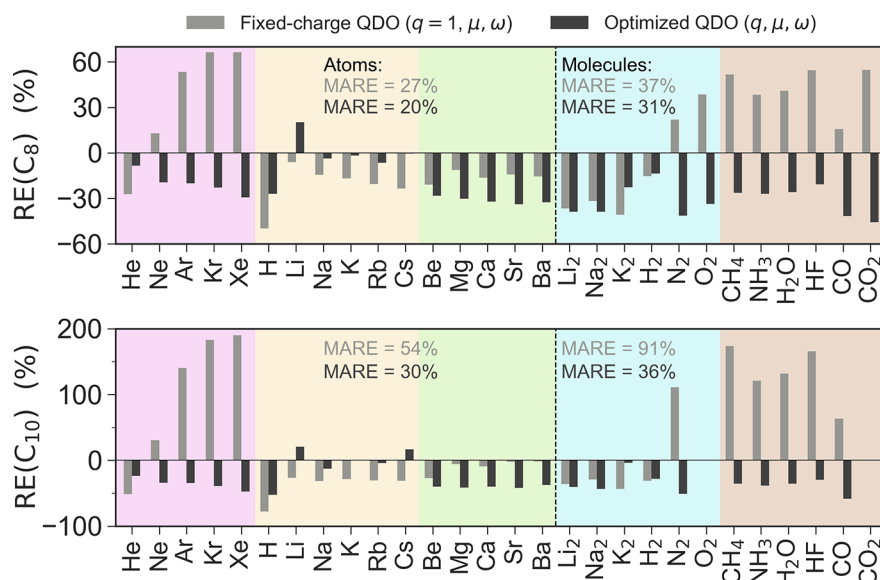 Fixed-charge QDO (q = 1, μ, ω) Optimized QDO (q, μ, ω)
RE(C₈) (%)
60
30
0
−30
−60
Atoms:
MARE = 27%
MARE = 20%
Molecules:
MARE = 37%
MARE = 31%
He Ne Ar Kr Xe H Li Na K Rb Cs Be Mg Ca Sr Ba Li₂ Na₂ K₂ H₂ N₂ O₂ CH₄ NH₃ H₂O HF CO CO₂
RE(C₁₀) (%)
200
100
0
−100
MARE = 54%
MARE = 30%
MARE = 91%
MARE = 36%
He Ne Ar Kr Xe H Li Na K Rb Cs Be Mg Ca Sr Ba Li₂ Na₂ K₂ H₂ N₂ O₂ CH₄ NH₃ H₂O HF CO CO₂